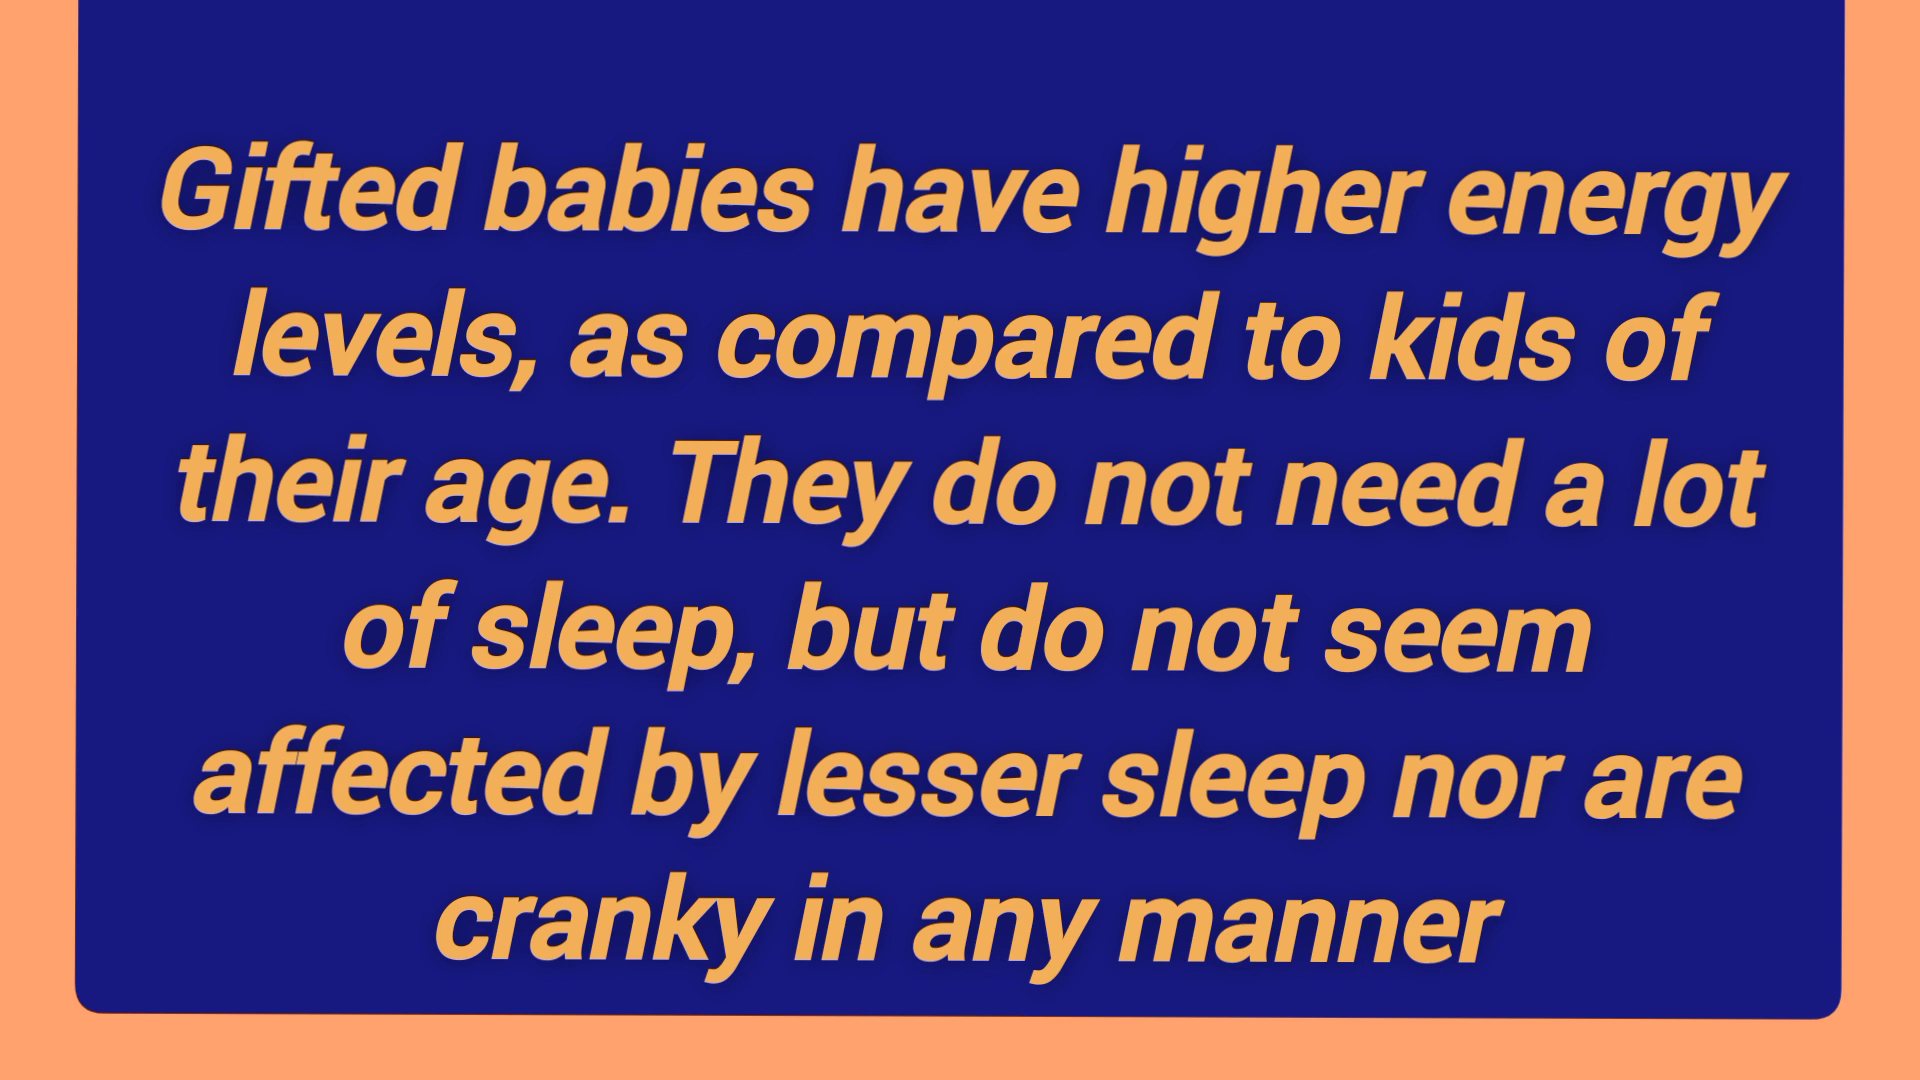 Gifted babies have higher energy
levels, as compared to kids of
their age. They do not need a lot
of sleep, but do not seem
affected by lesser sleep nor are
cranky in any manner